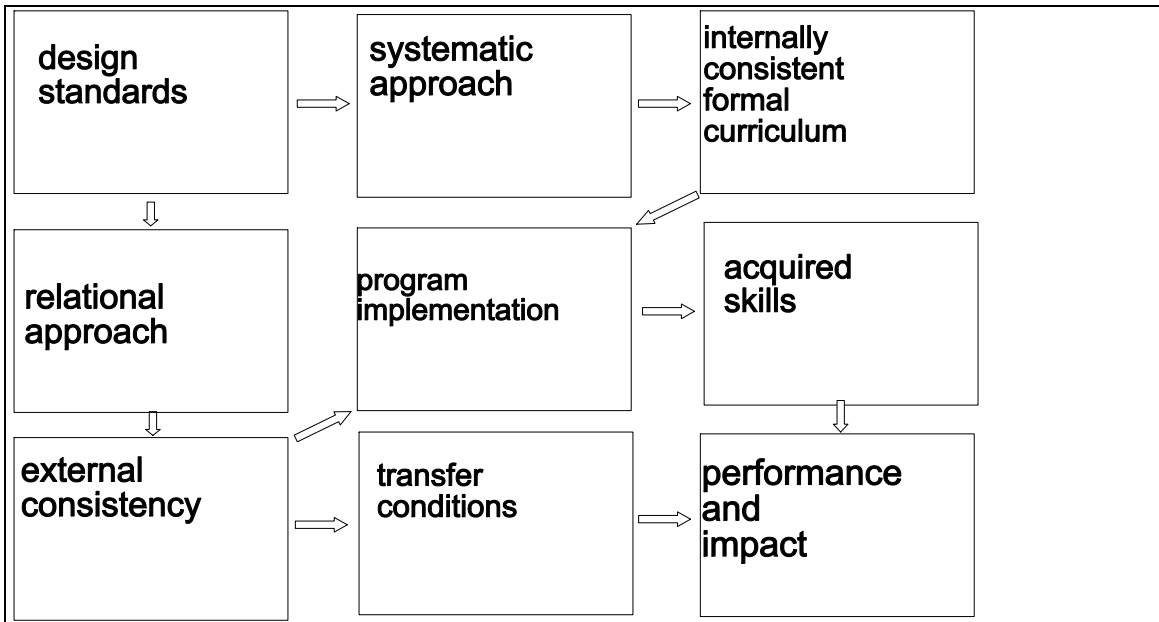 design
standards
systematic
approach
internally
consistent
formal
curriculum
relational
approach
program
implementation
acquired
skills
external
consistency
transfer
conditions
performance
and
impact